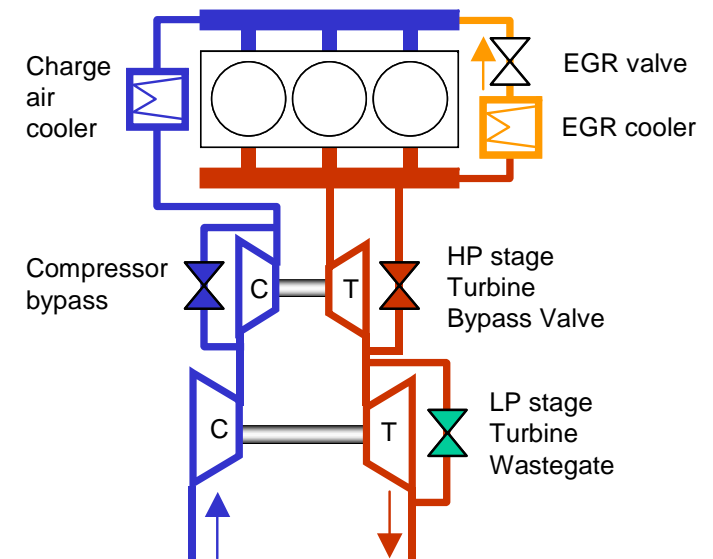 Charge
air
cooler
EGR valve
EGR cooler
Compressor
bypass
C
T
HP stage
Turbine
Bypass Valve
C
T
LP stage
Turbine
Wastegate